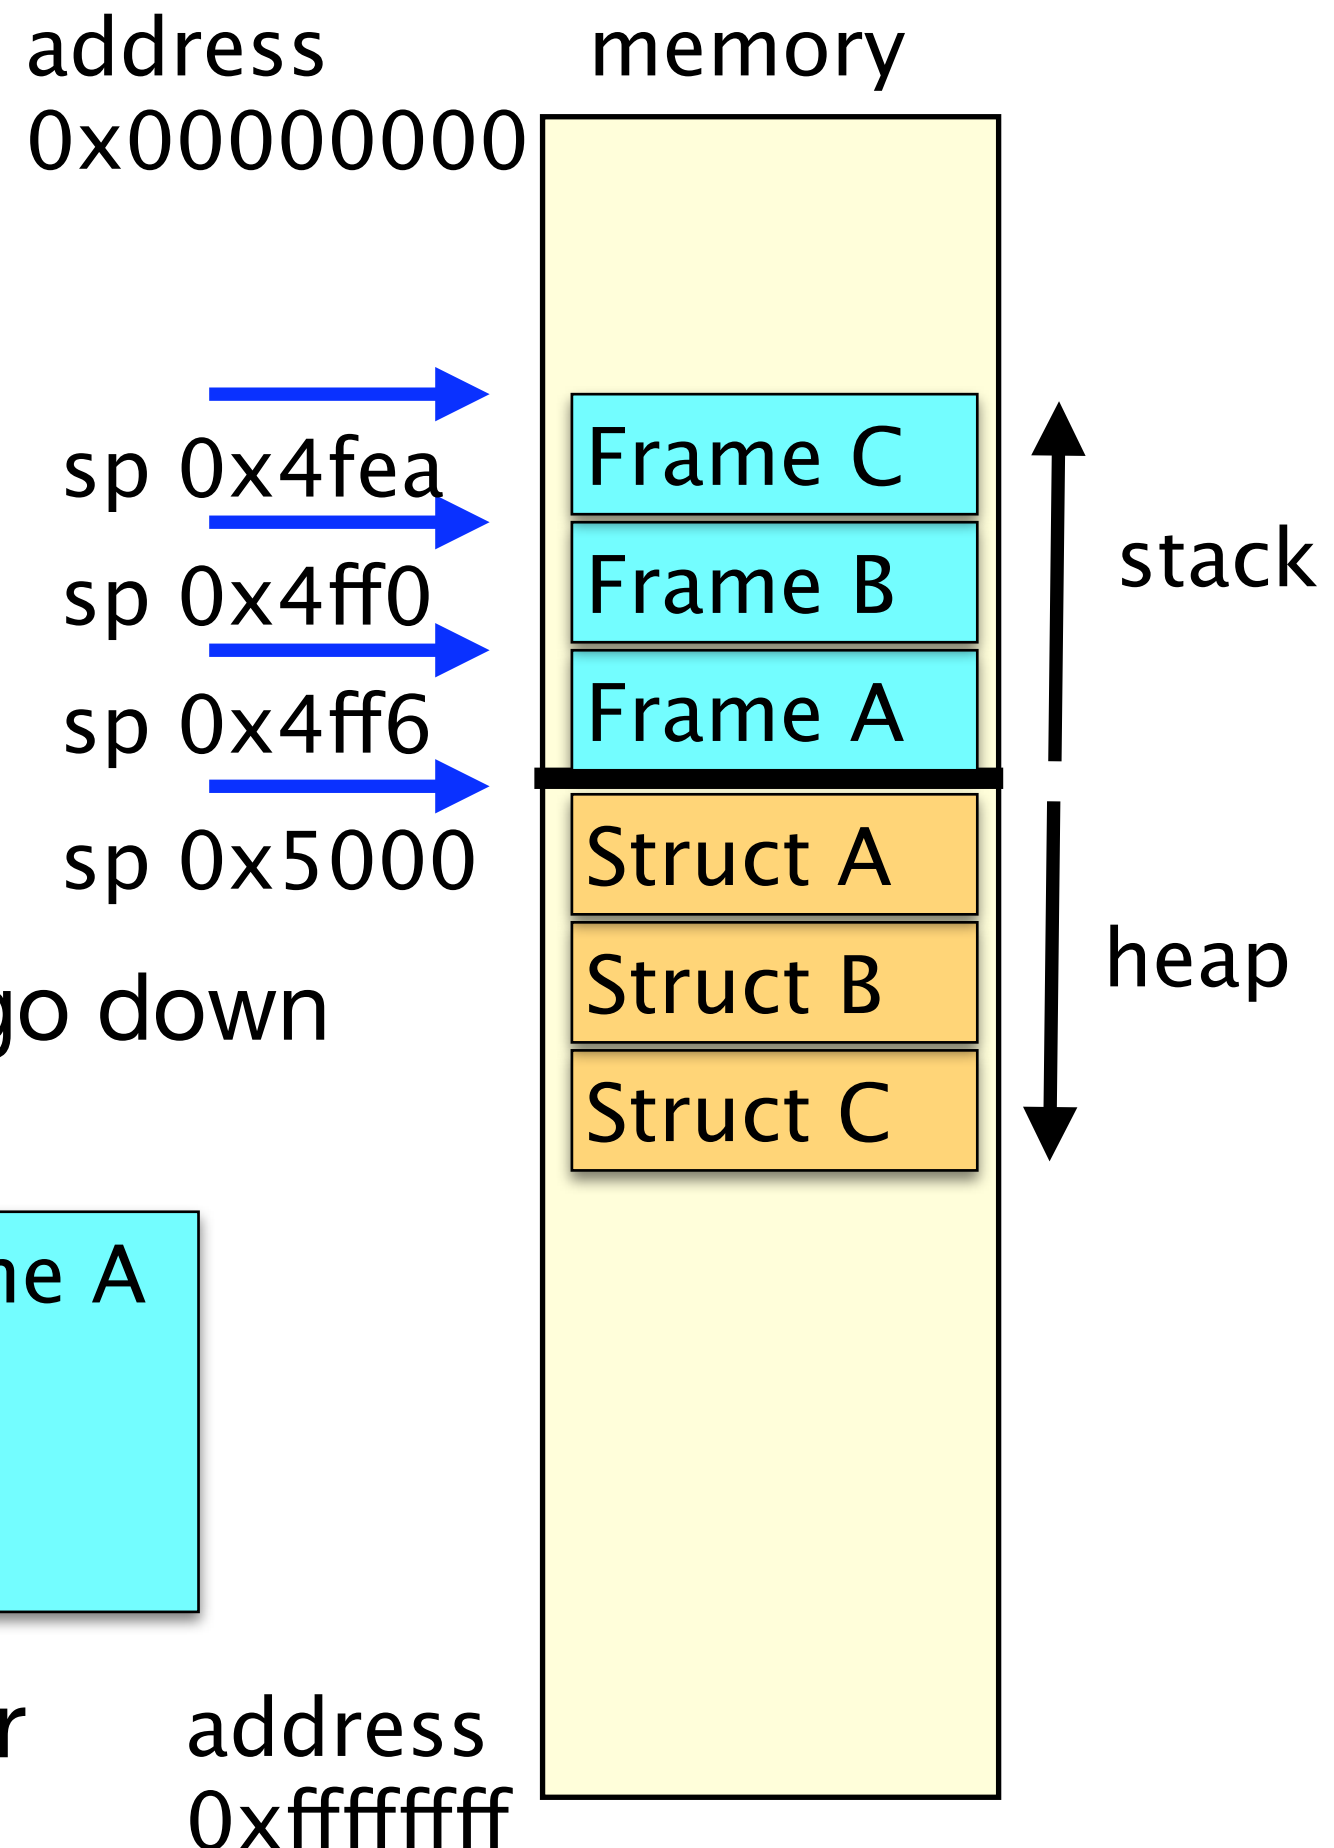 address
memory
0x00000000
sp 0x4fea
Frame C
sp 0x4ff0
Frame B
stack
sp 0x4ff6
Frame A
sp 0x5000
Struct A
Struct B
heap
go down
Struct C
A
address
0xffffffff